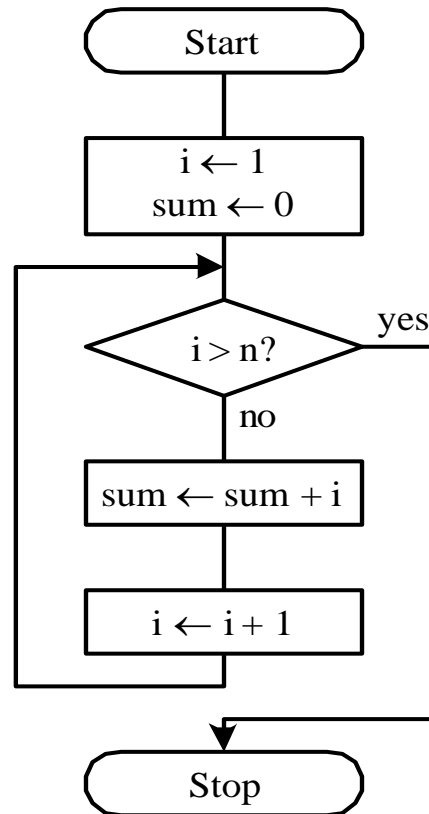 Start
i ← 1
sum ← 0
i > n?
yes
no
sum ← sum + i
i ← i + 1
Stop